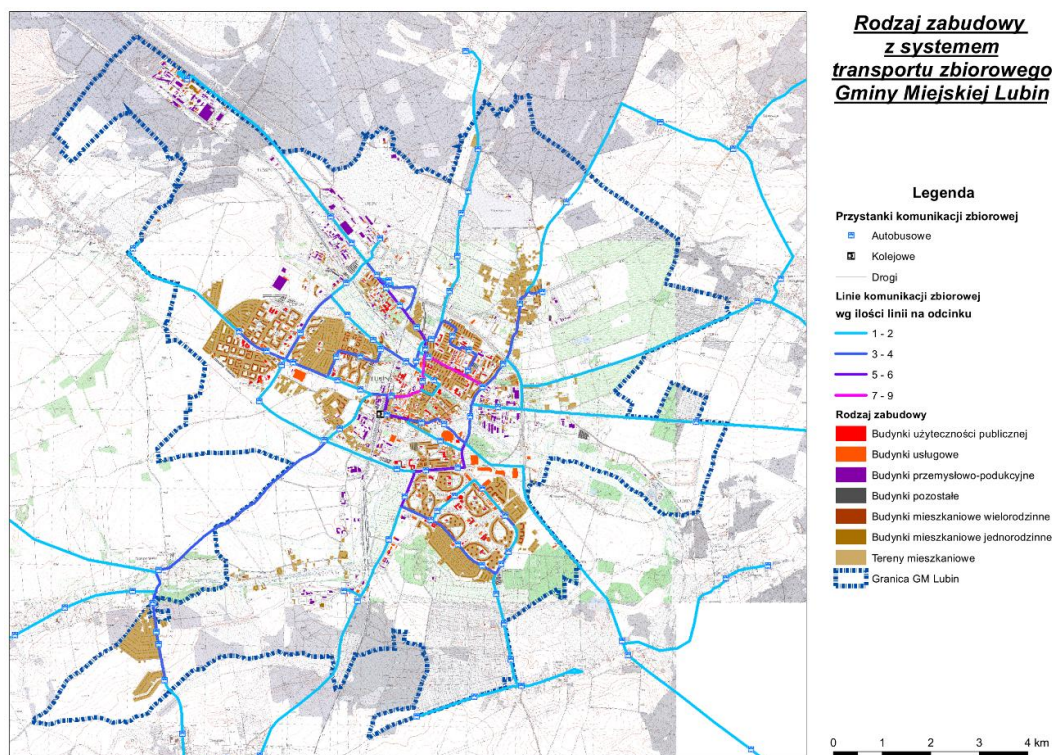 Rodzaj zabudowy
z systemem
transportu zbiorowego
Gminy Miejskiej Lubin
Legenda
Przystanki komunikacji zbiorowej
Autobusowe
Kolejowe
Drogi
Linie komunikacji zbiorowej
wg ilości linii na odcinku
1 - 2
3 - 4
5 - 6
7 - 9
Rodzaj zabudowy
Budynki użyteczności publicznej
Budynki usługowe
Budynki przemysłowo-podukcyjne
Budynki pozostałe
Budynki mieszkaniowe wielorodzinne
Budynki mieszkaniowe jednorodzinne
Tereny mieszkaniowe
Granica GM Lubin
0 1 2 3 4 km